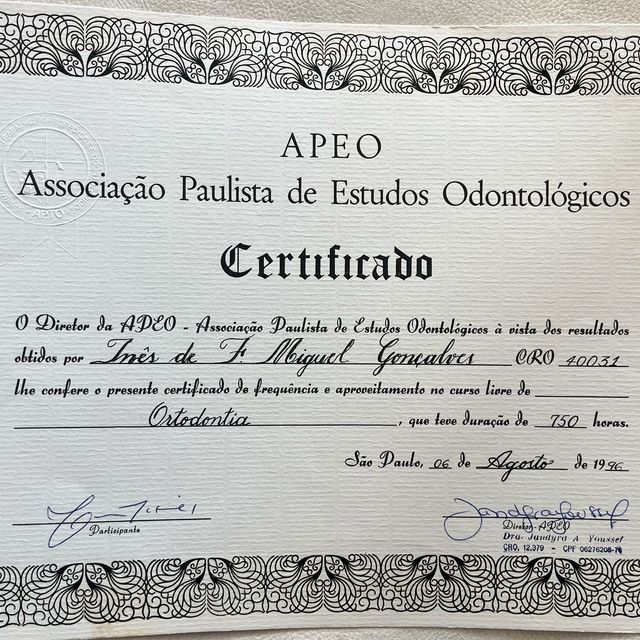 APEO
Associação Paulista de Estudos Odontológicos
Certificado
O Diretor da APEO - Associação Paulista de Estudos Odontológicos à vista dos resultados
obtidos por Inês de F. Miguel Gonçalves CRO 40031
lhe confere o presente certificado de frequência e aproveitamento no curso livre de
Ortodontia, que teve duração de 750 horas.
São Paulo, 06 de Agosto de 1996
Participante
Diretor - APEO
Dra. Jandyra A Youssef
CRO, 12.379 - CPF 06276208-